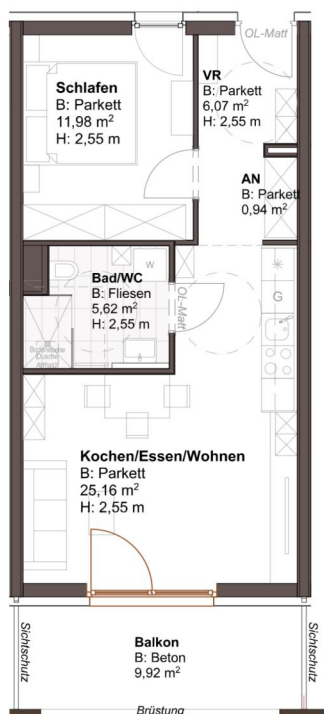 OL-Matt
Schlafen
B: Parkett
11,98 m²
H: 2,55 m
VR
B: Parkett
6,07 m²
H: 2,55 m
AN
B: Parkett
0,94 m²
Bad/WC
B: Fliesen
5,62 m²
H: 2,55 m
W
OL-Matt
G
Bodengleiche
Dusche
Kochen/Essen/Wohnen
B: Parkett
25,16 m²
H: 2,55 m
Sichtschutz
Balkon
B: Beton
9,92 m²
Sichtschutz
Brüstung